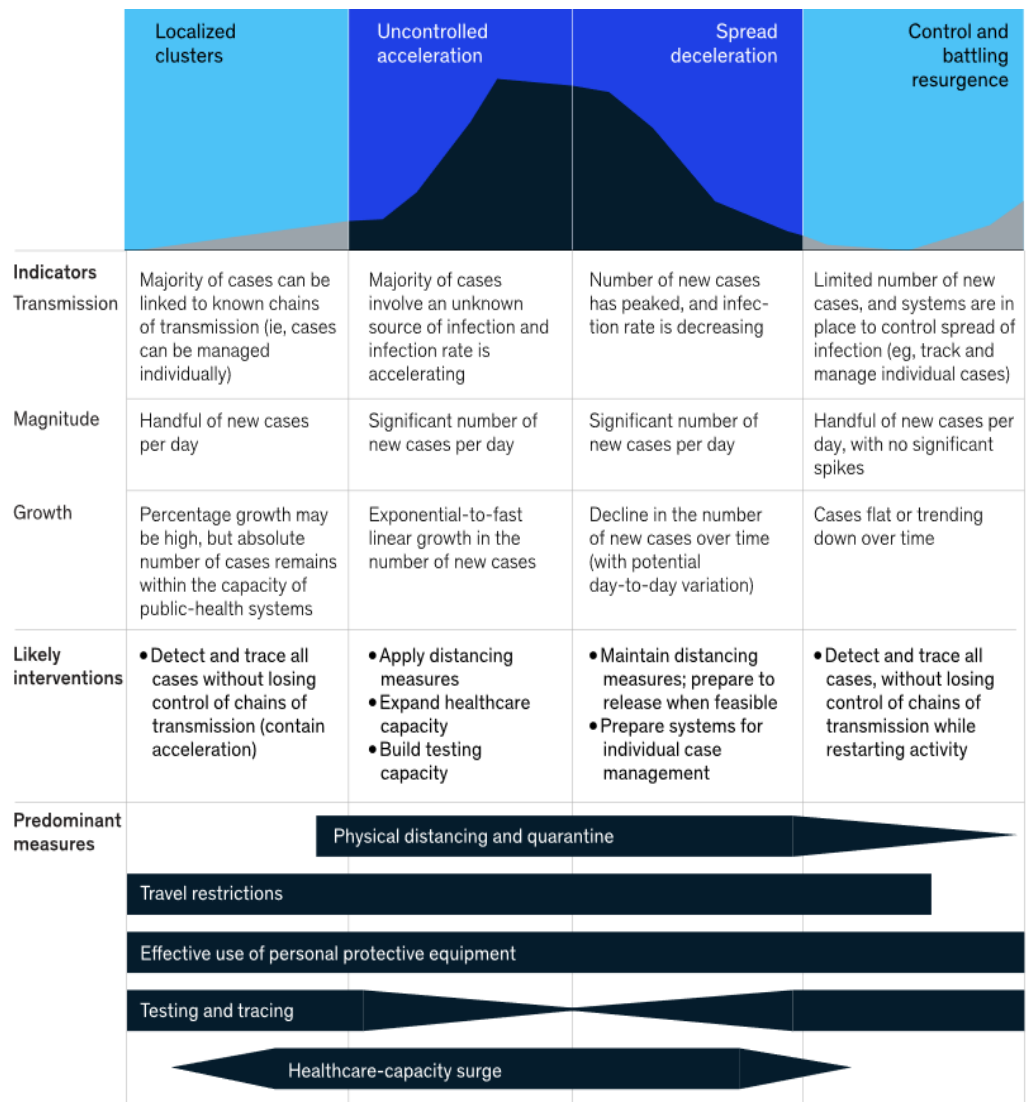 Localized
clusters
Uncontrolled
acceleration
Spread
deceleration
Control and
battling
resurgence
Indicators
Transmission
Majority of cases can be
linked to known chains
of transmission (ie, cases
can be managed
individually)
Majority of cases
involve an unknown
source of infection and
infection rate is
accelerating
Number of new cases
has peaked, and infec-
tion rate is decreasing
Limited number of new
cases, and systems are in
place to control spread of
infection (eg, track and
manage individual cases)
Magnitude
Handful of new cases
per day
Significant number of
new cases per day
Significant number of
new cases per day
Handful of new cases per
day, with no significant
spikes
Growth
Percentage growth may
be high, but absolute
number of cases remains
within the capacity of
public-health systems
Exponential-to-fast
linear growth in the
number of new cases
Decline in the number
of new cases over time
(with potential
day-to-day variation)
Cases flat or trending
down over time
Likely
interventions
• Detect and trace all
cases without losing
control of chains of
transmission (contain
acceleration)
• Apply distancing
measures
• Expand healthcare
capacity
• Build testing
capacity
• Maintain distancing
measures; prepare to
release when feasible
• Prepare systems for
individual case
management
• Detect and trace all
cases, without losing
control of chains of
transmission while
restarting activity
Predominant
measures
Physical distancing and quarantine
Travel restrictions
Effective use of personal protective equipment
Testing and tracing
Healthcare-capacity surge